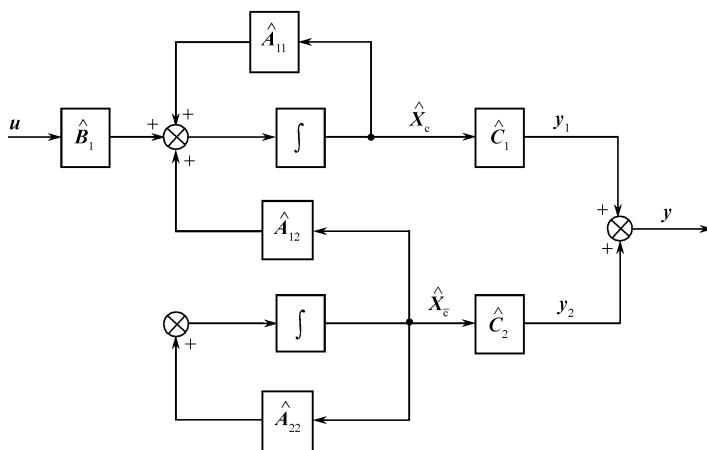 Â₁₁
u
B̂₁
+
+
+
∫
X̂c
Ĉ₁
y₁
Â₁₂
+
+
y
+
∫
X̂c̄
Ĉ₂
y₂
Â₂₂